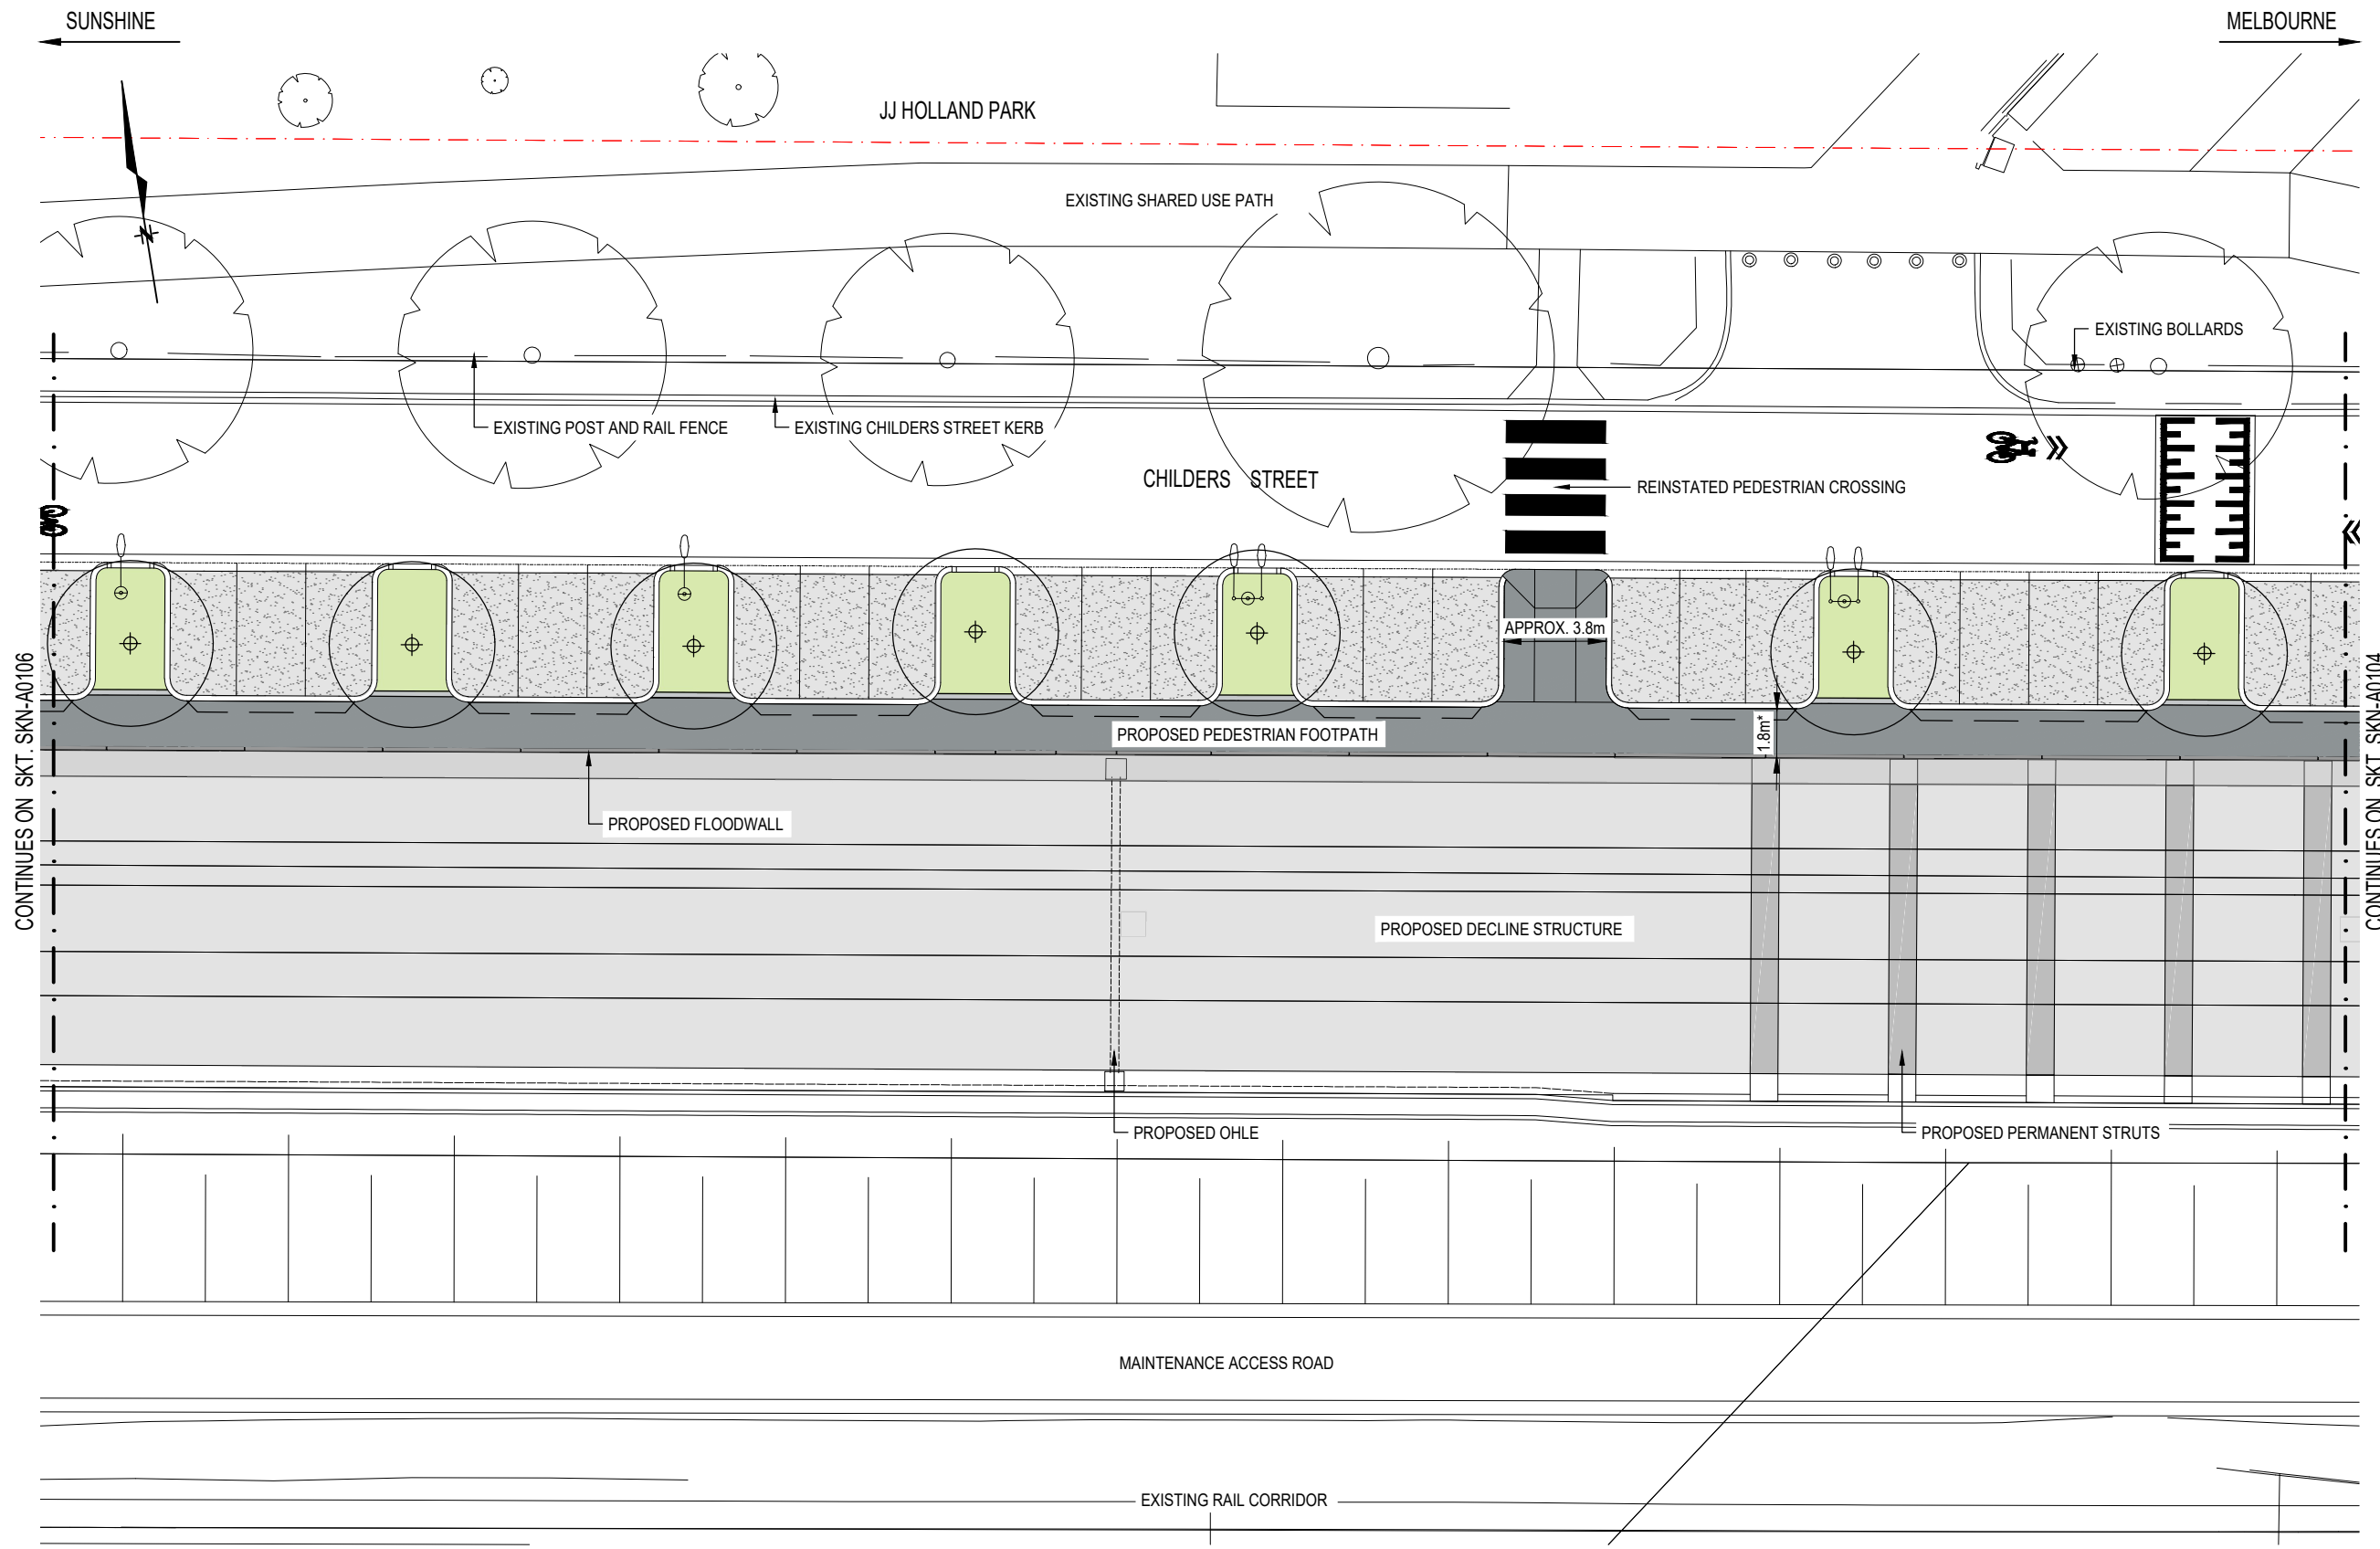 SUNSHINE
MELBOURNE
JJ HOLLAND PARK
EXISTING SHARED USE PATH
N
EXISTING BOLLARDS
EXISTING POST AND RAIL FENCE
EXISTING CHILDERS STREET KERB
CHILDERS STREET
REINSTATED PEDESTRIAN CROSSING
APPROX. 3.8m
CONTINUES ON SKT. SKN-A0106
CONTINUES ON SKT. SKN-A0104
1.8m*
PROPOSED PEDESTRIAN FOOTPATH
PROPOSED FLOODWALL
PROPOSED DECLINE STRUCTURE
PROPOSED OHLE
PROPOSED PERMANENT STRUTS
MAINTENANCE ACCESS ROAD
EXISTING RAIL CORRIDOR